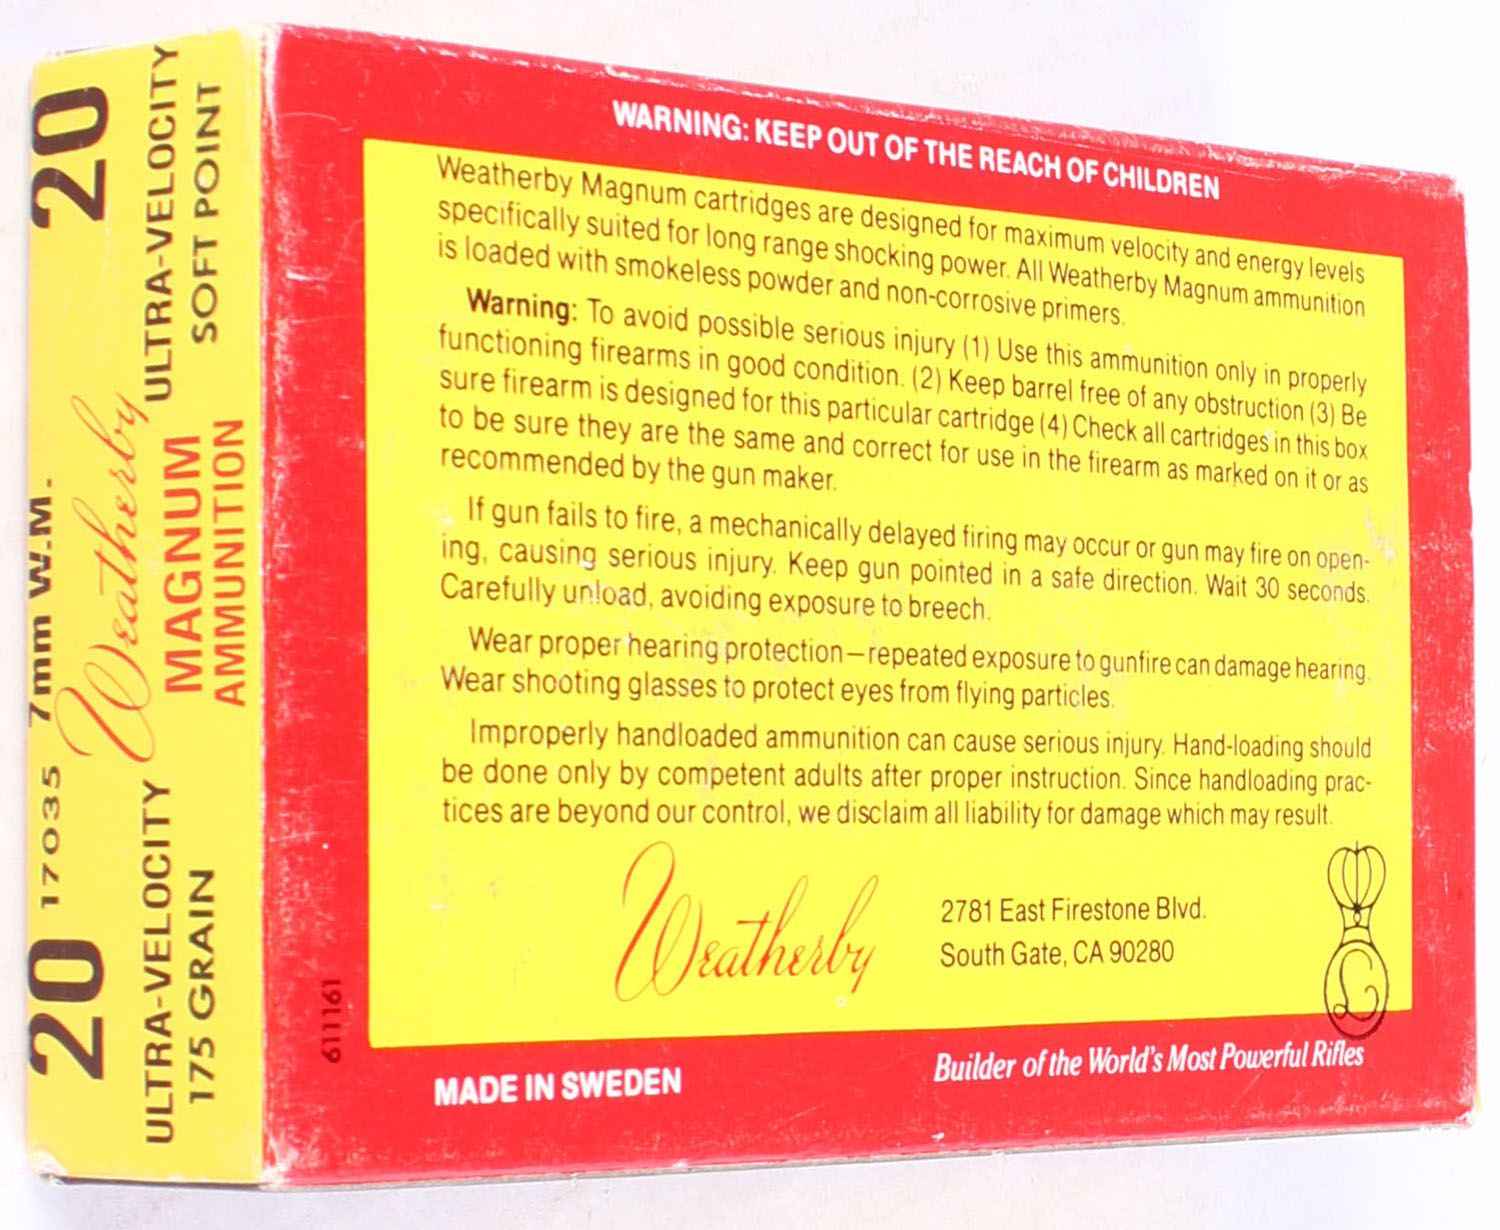 20 17035 7mm W.M. 20
Weatherby
ULTRA-VELOCITY MAGNUM ULTRA-VELOCITY
175 GRAIN AMMUNITION SOFT POINT
WARNING: KEEP OUT OF THE REACH OF CHILDREN
Weatherby Magnum cartridges are designed for maximum velocity and energy levels
specifically suited for long range shocking power. All Weatherby Magnum ammunition
is loaded with smokeless powder and non-corrosive primers.
Warning: To avoid possible serious injury (1) Use this ammunition only in properly
functioning firearms in good condition. (2) Keep barrel free of any obstruction (3) Be
sure firearm is designed for this particular cartridge (4) Check all cartridges in this box
to be sure they are the same and correct for use in the firearm as marked on it or as
recommended by the gun maker.
If gun fails to fire, a mechanically delayed firing may occur or gun may fire on open-
ing, causing serious injury. Keep gun pointed in a safe direction. Wait 30 seconds.
Carefully unload, avoiding exposure to breech.
Wear proper hearing protection—repeated exposure to gunfire can damage hearing.
Wear shooting glasses to protect eyes from flying particles.
Improperly handloaded ammunition can cause serious injury. Hand-loading should
be done only by competent adults after proper instruction. Since handloading prac-
tices are beyond our control, we disclaim all liability for damage which may result.
Weatherby
2781 East Firestone Blvd.
South Gate, CA 90280
L
611161
MADE IN SWEDEN
Builder of the World's Most Powerful Rifles